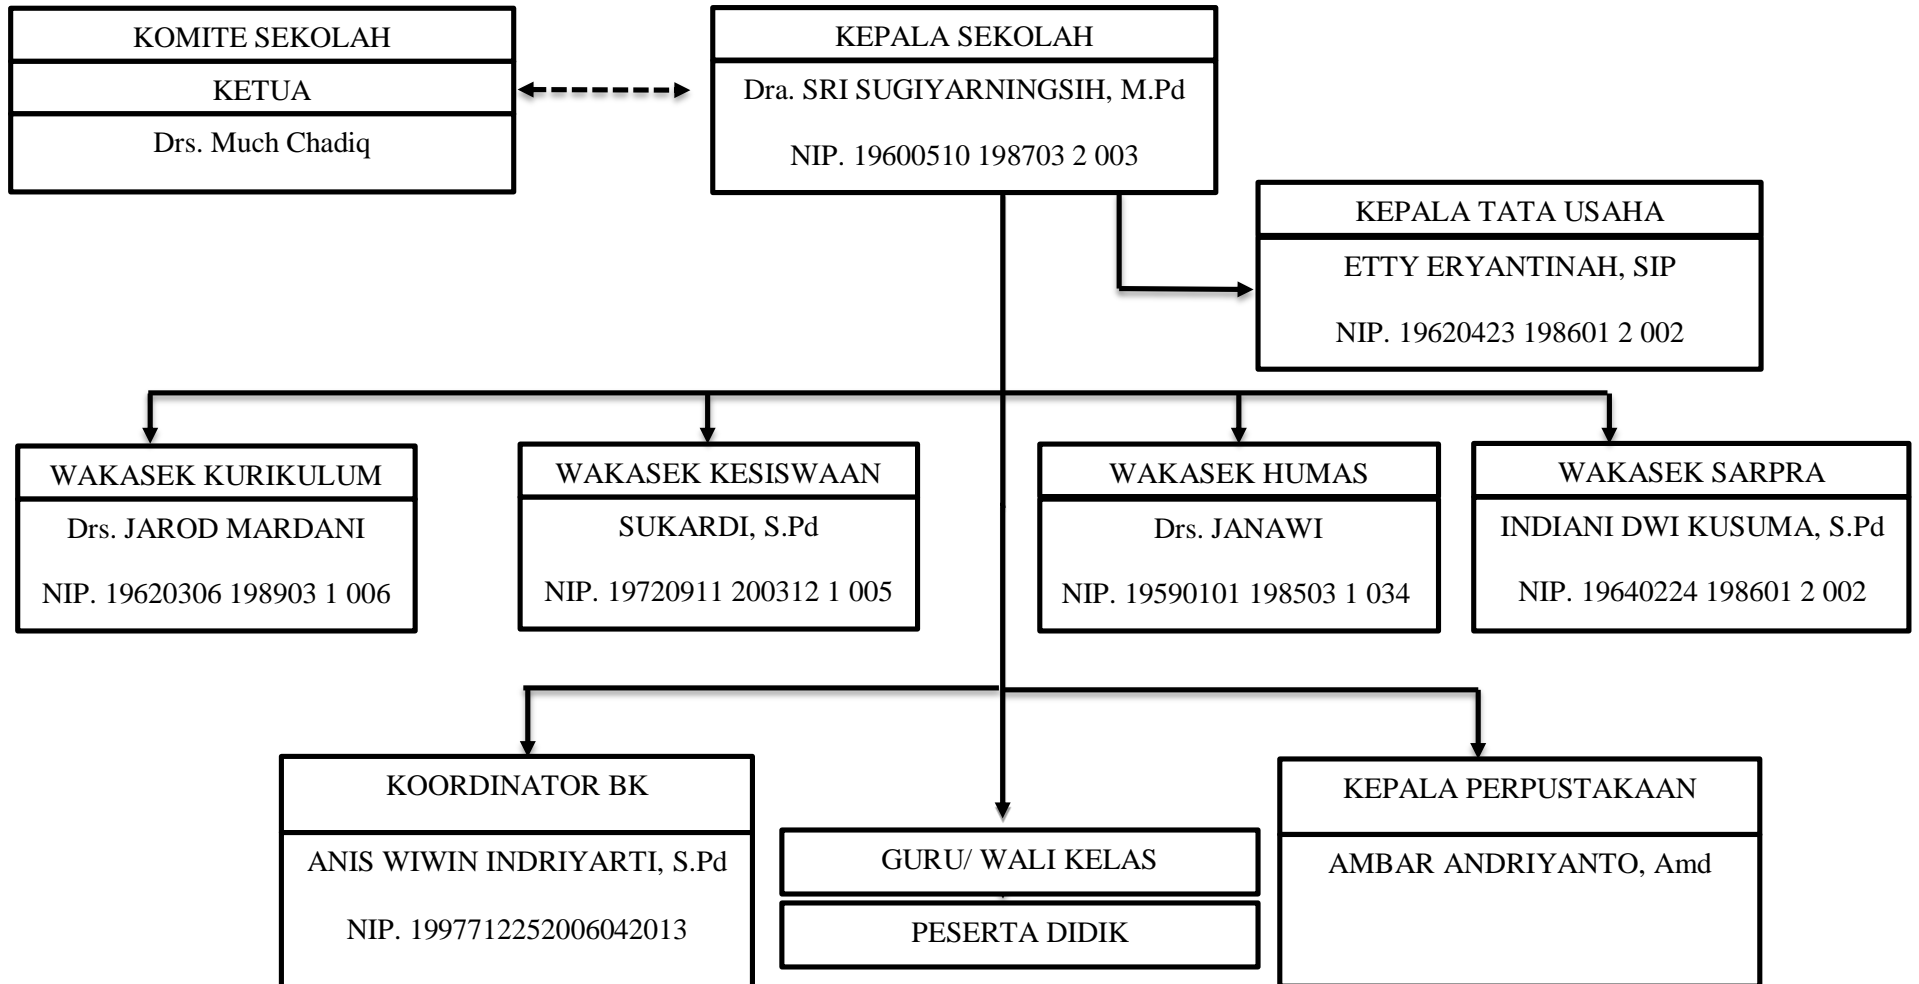 KOMITE SEKOLAH
KETUA
Drs. Much Chadiq
KEPALA SEKOLAH
Dra. SRI SUGIYARNINGSIH, M.Pd
NIP. 19600510 198703 2 003
KEPALA TATA USAHA
ETTY ERYANTINAH, SIP
NIP. 19620423 198601 2 002
WAKASEK KURIKULUM
Drs. JAROD MARDANI
NIP. 19620306 198903 1 006
WAKASEK KESISWAAN
SUKARDI, S.Pd
NIP. 19720911 200312 1 005
WAKASEK HUMAS
Drs. JANAWI
NIP. 19590101 198503 1 034
WAKASEK SARPRA
INDIANI DWI KUSUMA, S.Pd
NIP. 19640224 198601 2 002
KOORDINATOR BK
ANIS WIWIN INDRIYARTI, S.Pd
NIP. 1997712252006042013
GURU/ WALI KELAS
PESERTA DIDIK
KEPALA PERPUSTAKAAN
AMBAR ANDRIYANTO, Amd